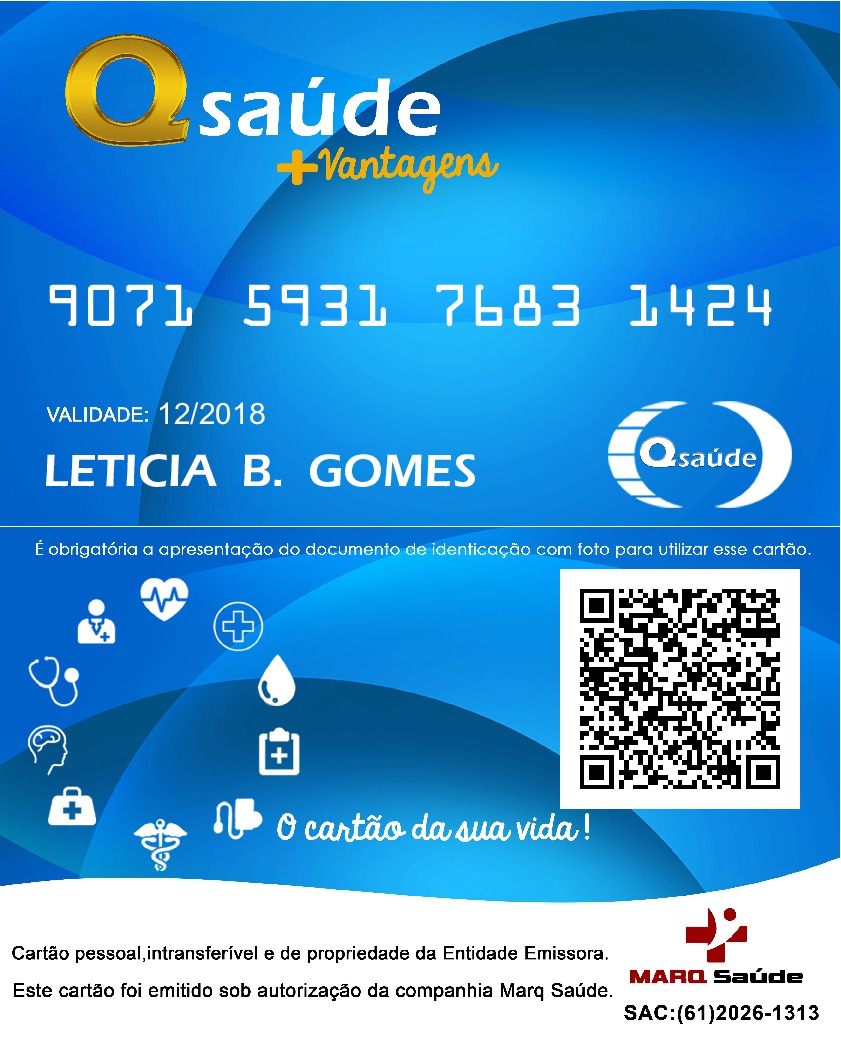 Qsaúde
+Vantagens
9071 5931 7683 1424
VALIDADE: 12/2018
LETICIA B. GOMES
Qsaúde
É obrigatória a apresentação do documento de identicação com foto para utilizar esse cartão.
O cartão da sua vida!
Cartão pessoal,intransferível e de propriedade da Entidade Emissora.
Este cartão foi emitido sob autorização da companhia Marq Saúde.
MARQ Saúde
SAC:(61)2026-1313